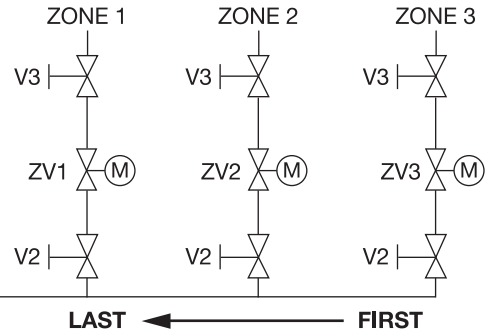 ZONE 1 ZONE 2 ZONE 3
V3 V3 V3
ZV1 M ZV2 M ZV3 M
V2 V2 V2
LAST FIRST